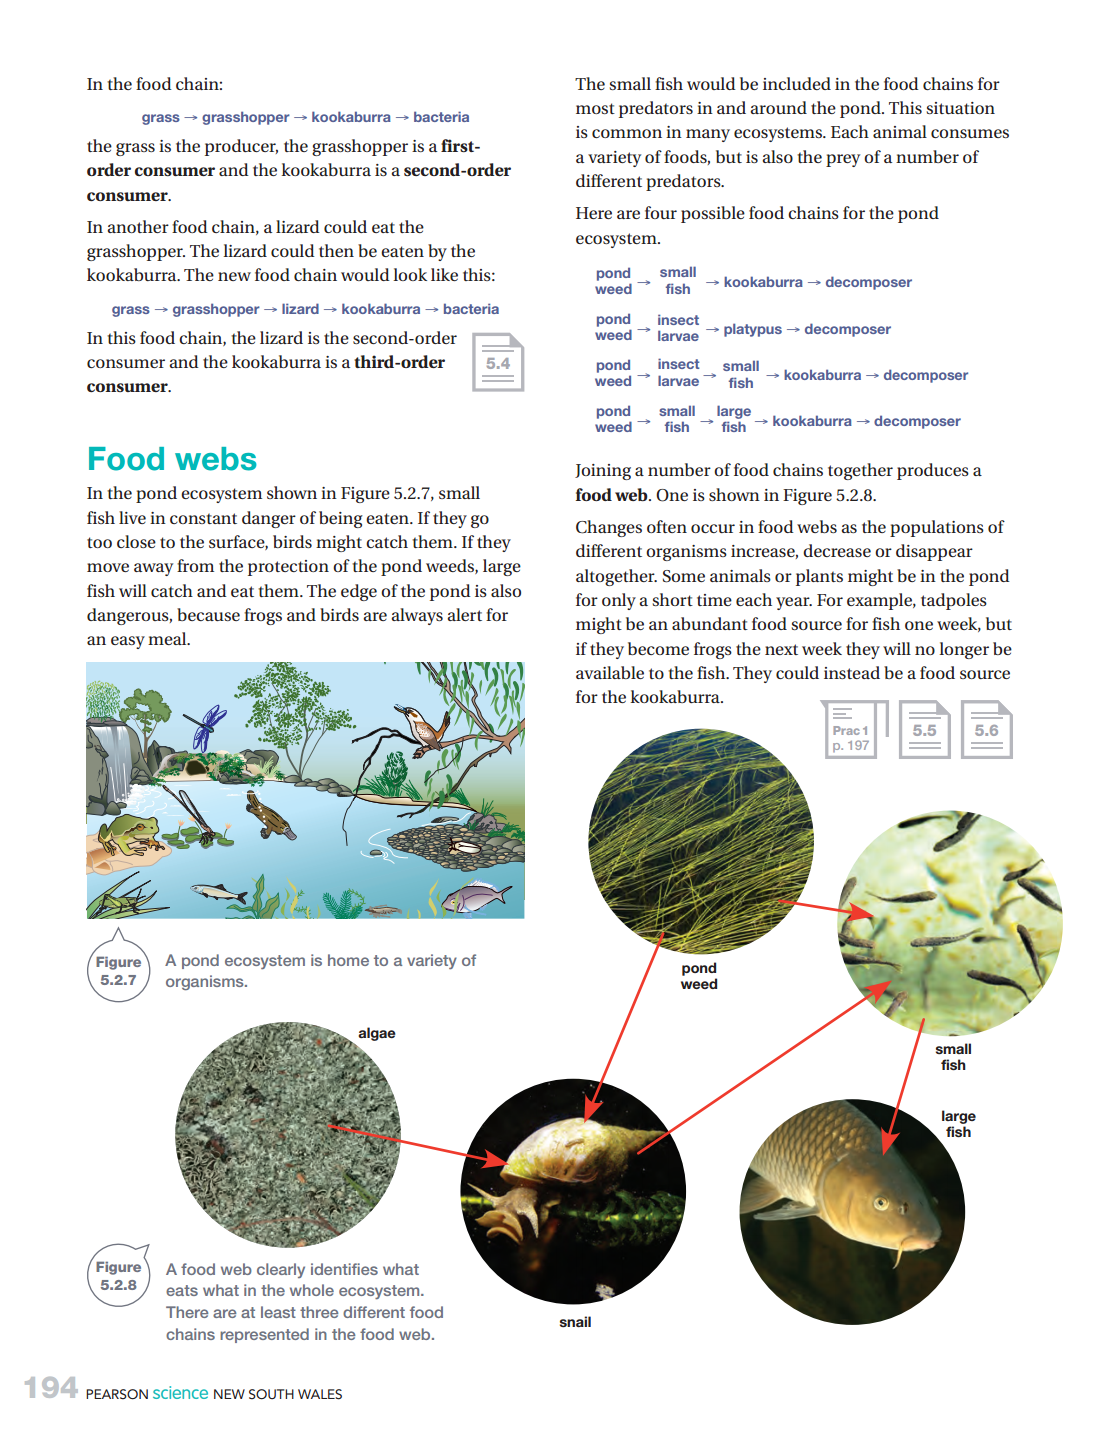 In the food chain:
grass → grasshopper → kookaburra → bacteria
the grass is the producer, the grasshopper is a first-
order consumer and the kookaburra is a second-order
consumer.
In another food chain, a lizard could eat the
grasshopper. The lizard could then be eaten by the
kookaburra. The new food chain would look like this:
grass → grasshopper → lizard → kookaburra → bacteria
In this food chain, the lizard is the second-order
consumer and the kookaburra is a third-order
consumer.
5.4
Food webs
In the pond ecosystem shown in Figure 5.2.7, small
fish live in constant danger of being eaten. If they go
too close to the surface, birds might catch them. If they
move away from the protection of the pond weeds, large
fish will catch and eat them. The edge of the pond is also
dangerous, because frogs and birds are always alert for
an easy meal.
Figure
5.2.7
A pond ecosystem is home to a variety of
organisms.
The small fish would be included in the food chains for
most predators in and around the pond. This situation
is common in many ecosystems. Each animal consumes
a variety of foods, but is also the prey of a number of
different predators.
Here are four possible food chains for the pond
ecosystem.
pond weed → small fish → kookaburra → decomposer
pond weed → insect larvae → platypus → decomposer
pond weed → insect larvae → small fish → kookaburra → decomposer
pond weed → small fish → large fish → kookaburra → decomposer
Joining a number of food chains together produces a
food web. One is shown in Figure 5.2.8.
Changes often occur in food webs as the populations of
different organisms increase, decrease or disappear
altogether. Some animals or plants might be in the pond
for only a short time each year. For example, tadpoles
might be an abundant food source for fish one week, but
if they become frogs the next week they will no longer be
available to the fish. They could instead be a food source
for the kookaburra.
Prac 1
p. 197
5.5
5.6
pond
weed
small
fish
algae
large
fish
snail
Figure
5.2.8
A food web clearly identifies what
eats what in the whole ecosystem.
There are at least three different food
chains represented in the food web.
194 PEARSON science NEW SOUTH WALES